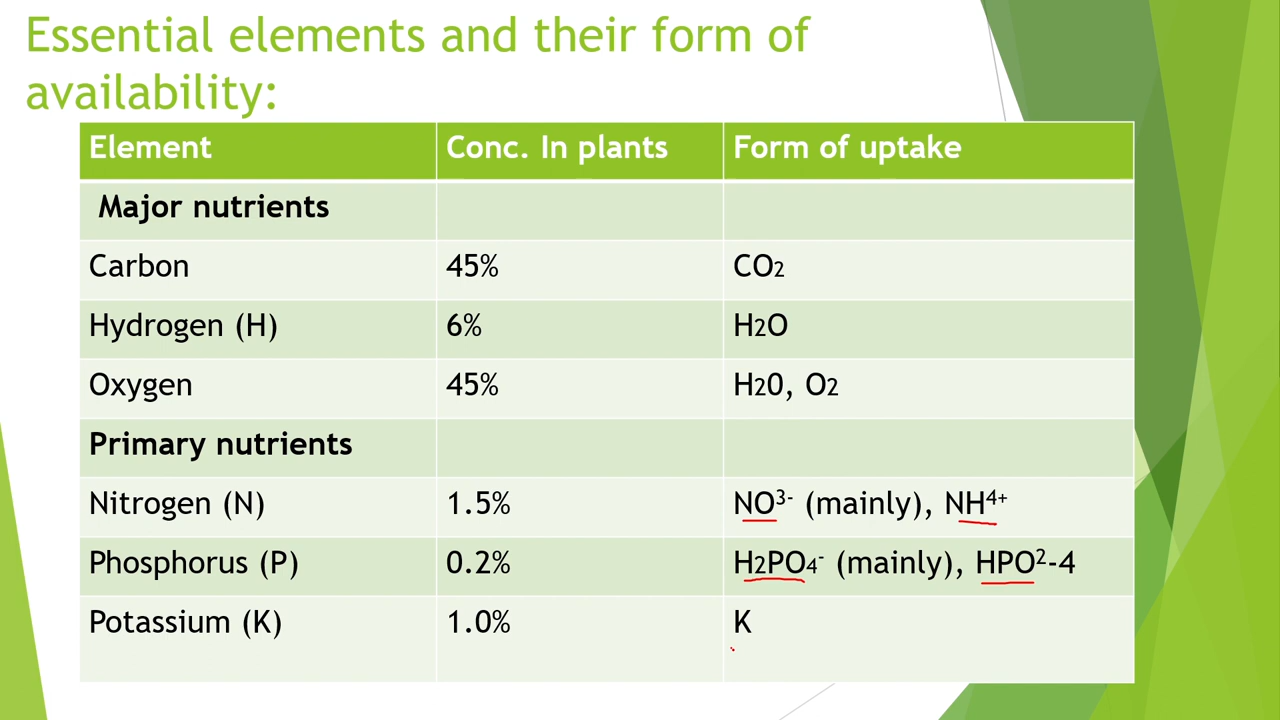 Essential elements and their form of
availability:
Element Conc. In plants Form of uptake
Major nutrients
Carbon 45% CO₂
Hydrogen (H) 6% H₂O
Oxygen 45% H₂0, O₂
Primary nutrients
Nitrogen (N) 1.5% NO³⁻ (mainly), NH⁴⁺
Phosphorus (P) 0.2% H₂PO₄⁻ (mainly), HPO²-4
Potassium (K) 1.0% K